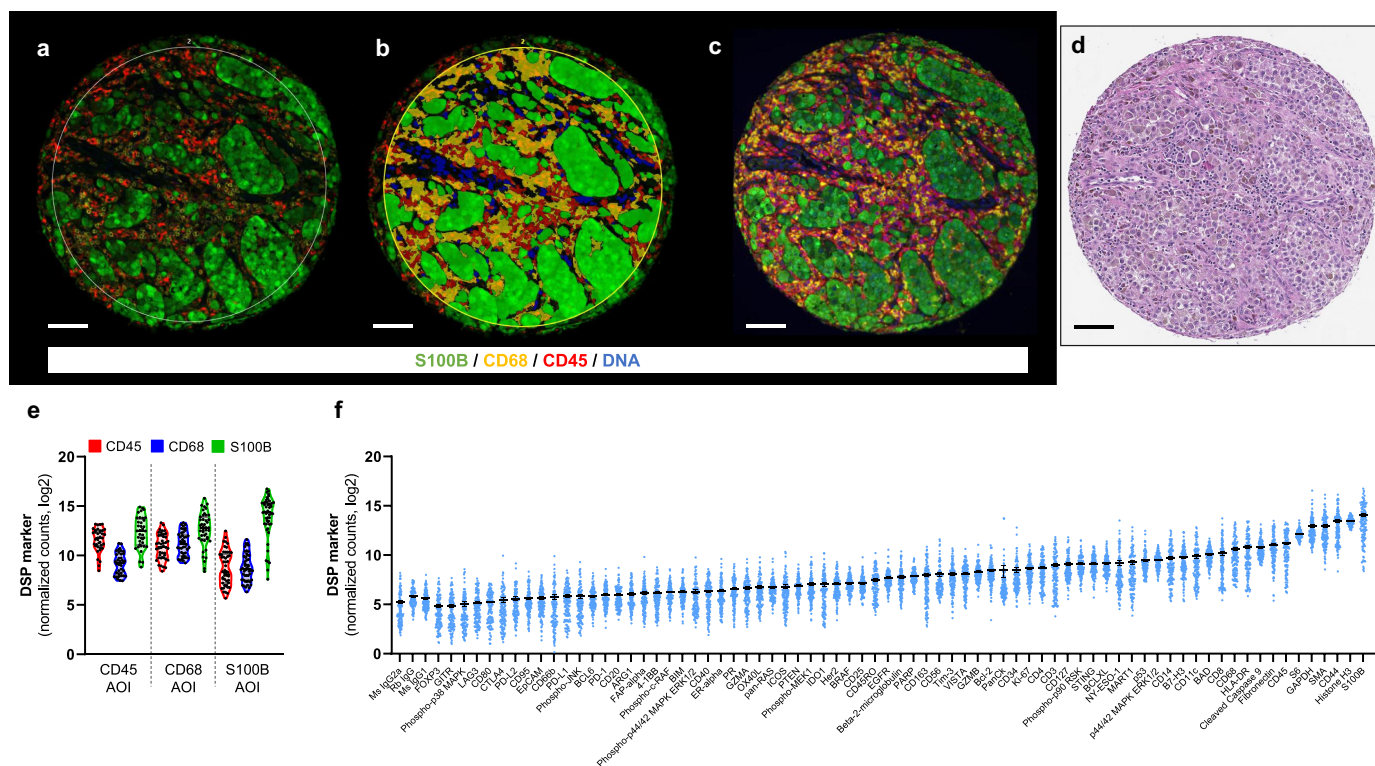 a
b
c
d
2
2
S100B / CD68 / CD45 / DNA
e
f
CD45 CD68 S100B
DSP marker
(normalized counts, log2)
20
15
10
5
0
CD45
AOI
CD68
AOI
S100B
AOI
DSP marker
(normalized counts, log2)
20
15
10
5
0
Ms IgG2a
Rb IgG
Ms IgG1
FOXP3
GITR
Phospho-p38 MAPK
LAG3
CD80
CTLA4
PD-L2
CD95
EpCAM
CD66b
PD-L1
Phospho-JNK
BCL6
PD-1
CD20
ARG1
FAP-alpha
4-1BB
Phospho-c-RAF
BIM
Phospho-p44/42 MAPK ERK1/2
CD40
ER-alpha
PR
GZMA
OX40L
pan-RAS
ICOS
PTEN
Phospho-MEK1
IDO1
Her2
BRAF
CD25
CD45RO
EGFR
Beta-2-microglobulin
PARP
CD163
CD56
Tim-3
VISTA
GZMB
Bcl-2
PanCK
CD34
Ki-67
CD4
CD3
CD127
Phospho-p90 RSK
STING
BCLXL
NY-ESO-1
MART1
p53
p44/42 MAPK ERK1/2
CD14
B7-H3
CD11c
BAD
CD8
CD68
HLA-DR
Cleaved Caspase 9
Fibronectin
CD45
S6
GAPDH
SMA
CD44
Histone H3
S100B